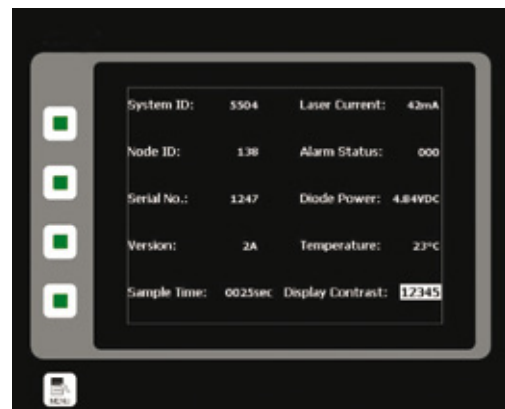 System ID: 5504 Laser Current: 42mA
Node ID: 138 Alarm Status: 000
Serial No.: 1247 Diode Power: 4.84VDC
Version: 2A Temperature: 23°C
Sample Time: 0025sec Display Contrast: 12345
MENU